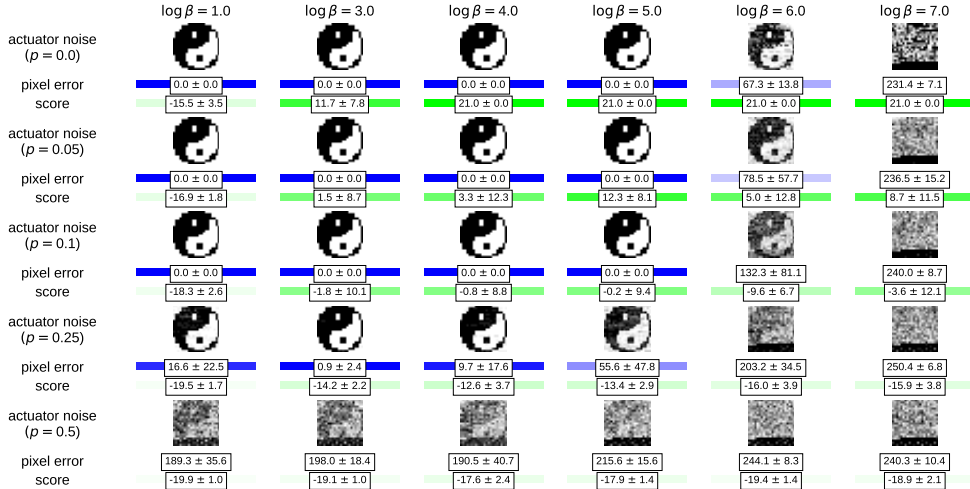 log β = 1.0 log β = 3.0 log β = 4.0 log β = 5.0 log β = 6.0 log β = 7.0
actuator noise
(p = 0.0)
pixel error 0.0 ± 0.0 0.0 ± 0.0 0.0 ± 0.0 0.0 ± 0.0 67.3 ± 13.8 231.4 ± 7.1
score -15.5 ± 3.5 11.7 ± 7.8 21.0 ± 0.0 21.0 ± 0.0 21.0 ± 0.0 21.0 ± 0.0
actuator noise
(p = 0.05)
pixel error 0.0 ± 0.0 0.0 ± 0.0 0.0 ± 0.0 0.0 ± 0.0 78.5 ± 57.7 236.5 ± 15.2
score -16.9 ± 1.8 1.5 ± 8.7 3.3 ± 12.3 12.3 ± 8.1 5.0 ± 12.8 8.7 ± 11.5
actuator noise
(p = 0.1)
pixel error 0.0 ± 0.0 0.0 ± 0.0 0.0 ± 0.0 0.0 ± 0.0 132.3 ± 81.1 240.0 ± 8.7
score -18.3 ± 2.6 -1.8 ± 10.1 -0.8 ± 8.8 -0.2 ± 9.4 -9.6 ± 6.7 -3.6 ± 12.1
actuator noise
(p = 0.25)
pixel error 16.6 ± 22.5 0.9 ± 2.4 9.7 ± 17.6 55.6 ± 47.8 203.2 ± 34.5 250.4 ± 6.8
score -19.5 ± 1.7 -14.2 ± 2.2 -12.6 ± 3.7 -13.4 ± 2.9 -16.0 ± 3.9 -15.9 ± 3.8
actuator noise
(p = 0.5)
pixel error 189.3 ± 35.6 198.0 ± 18.4 190.5 ± 40.7 215.6 ± 15.6 244.1 ± 8.3 240.3 ± 10.4
score -19.9 ± 1.0 -19.1 ± 1.0 -17.6 ± 2.4 -17.9 ± 1.4 -19.4 ± 1.4 -18.9 ± 2.1